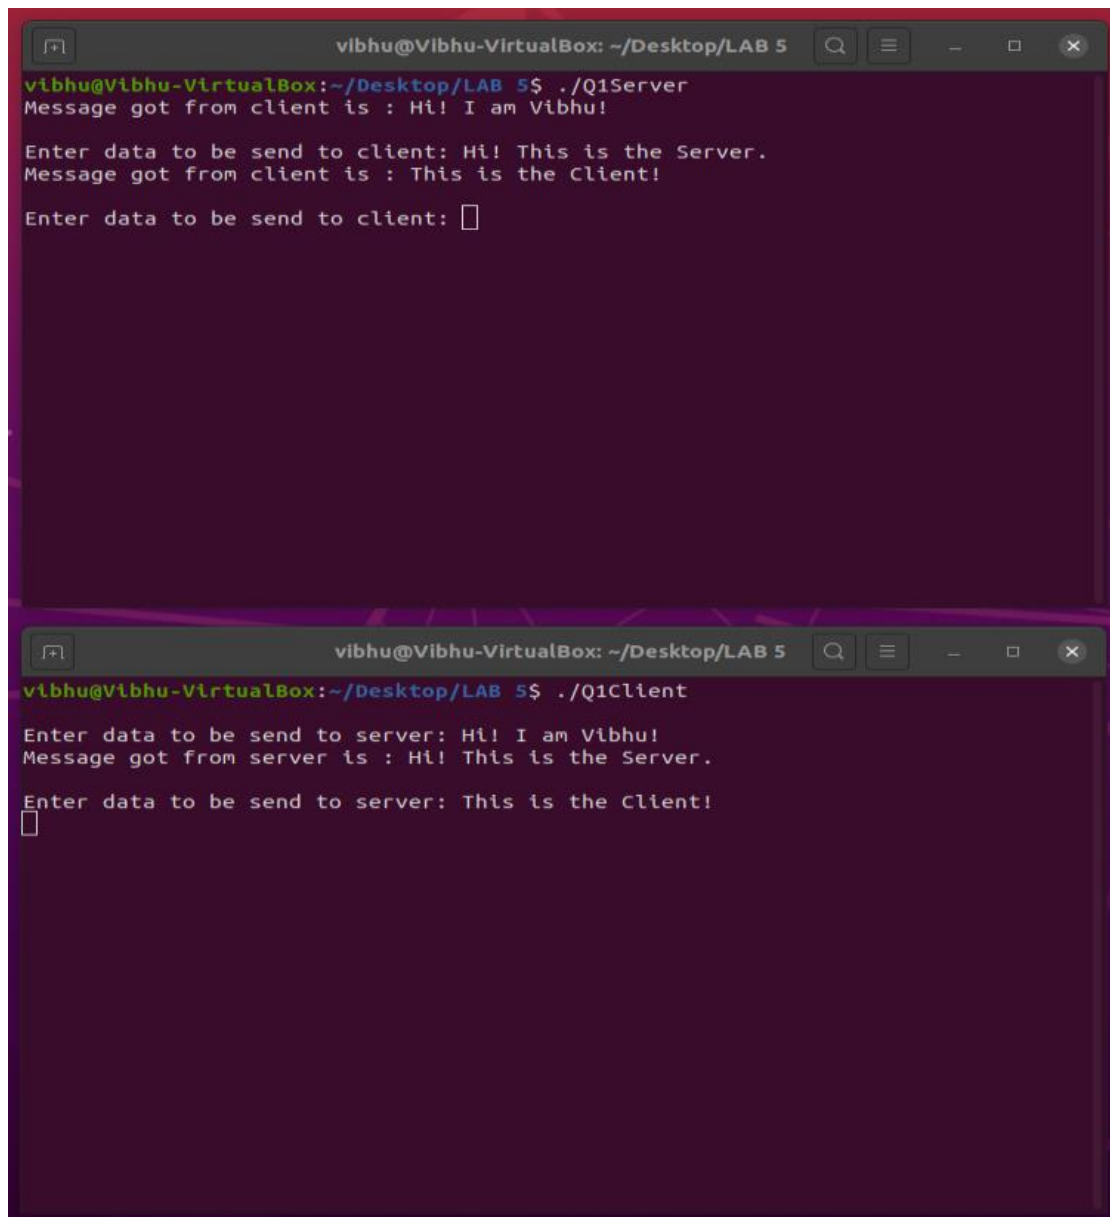 vibhu@Vibhu-VirtualBox: ~/Desktop/LAB 5
vibhu@Vibhu-VirtualBox:~/Desktop/LAB 5$ ./Q1Server
Message got from client is : Hi! I am Vibhu!
Enter data to be send to client: Hi! This is the Server.
Message got from client is : This is the Client!
Enter data to be send to client:
vibhu@Vibhu-VirtualBox: ~/Desktop/LAB 5
vibhu@Vibhu-VirtualBox:~/Desktop/LAB 5$ ./Q1Client
Enter data to be send to server: Hi! I am Vibhu!
Message got from server is : Hi! This is the Server.
Enter data to be send to server: This is the Client!